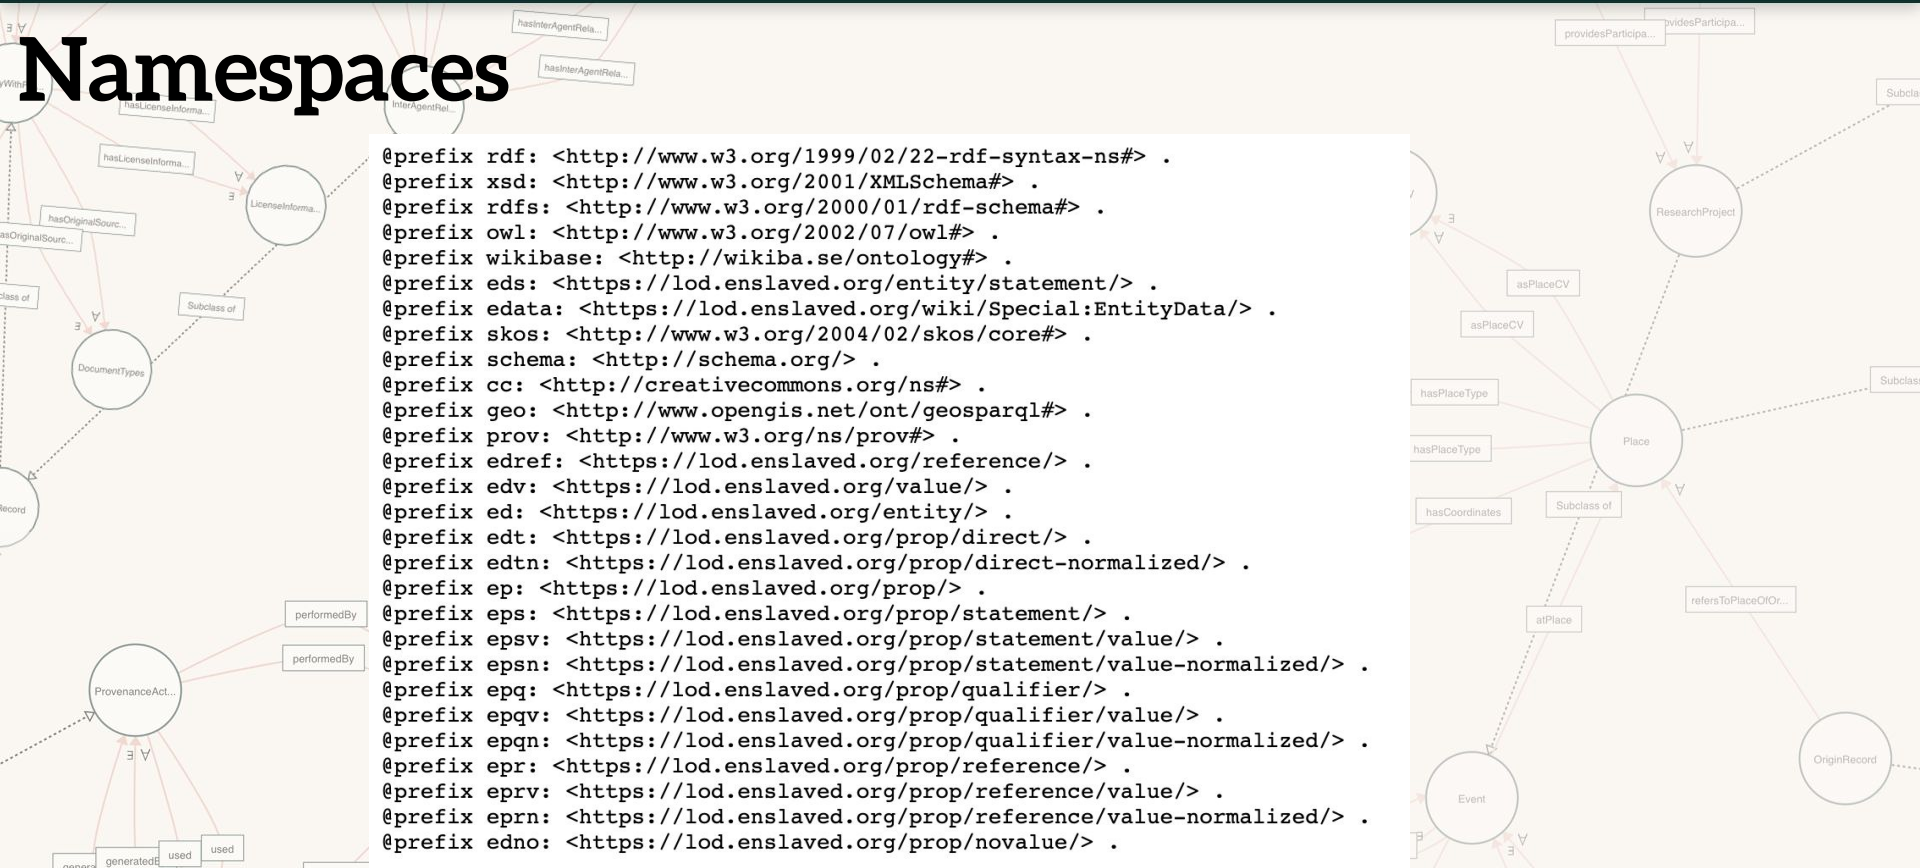 Namespaces
@prefix rdf: <http://www.w3.org/1999/02/22-rdf-syntax-ns#> .
@prefix xsd: <http://www.w3.org/2001/XMLSchema#> .
@prefix rdfs: <http://www.w3.org/2000/01/rdf-schema#> .
@prefix owl: <http://www.w3.org/2002/07/owl#> .
@prefix wikibase: <http://wikiba.se/ontology#> .
@prefix eds: <https://lod.enslaved.org/entity/statement/> .
@prefix edata: <https://lod.enslaved.org/wiki/Special:EntityData/> .
@prefix skos: <http://www.w3.org/2004/02/skos/core#> .
@prefix schema: <http://schema.org/> .
@prefix cc: <http://creativecommons.org/ns#> .
@prefix geo: <http://www.opengis.net/ont/geosparql#> .
@prefix prov: <http://www.w3.org/ns/prov#> .
@prefix edref: <https://lod.enslaved.org/reference/> .
@prefix edv: <https://lod.enslaved.org/value/> .
@prefix ed: <https://lod.enslaved.org/entity/> .
@prefix edt: <https://lod.enslaved.org/prop/direct/> .
@prefix edtn: <https://lod.enslaved.org/prop/direct-normalized/> .
@prefix ep: <https://lod.enslaved.org/prop/> .
@prefix eps: <https://lod.enslaved.org/prop/statement/> .
@prefix epsv: <https://lod.enslaved.org/prop/statement/value/> .
@prefix epsn: <https://lod.enslaved.org/prop/statement/value-normalized/> .
@prefix epq: <https://lod.enslaved.org/prop/qualifier/> .
@prefix epqv: <https://lod.enslaved.org/prop/qualifier/value/> .
@prefix epqn: <https://lod.enslaved.org/prop/qualifier/value-normalized/> .
@prefix epr: <https://lod.enslaved.org/prop/reference/> .
@prefix eprv: <https://lod.enslaved.org/prop/reference/value/> .
@prefix eprn: <https://lod.enslaved.org/prop/reference/value-normalized/> .
@prefix edno: <https://lod.enslaved.org/prop/novalue/> .
hasInterAgentRela...
hasInterAgentRela...
InterAgentRel...
hasLicenseInforma...
hasLicenseInforma...
LicenseInforma...
hasOriginalSourc...
asOriginalSourc...
Subclass of
class of
DocumentTypes
Record
performedBy
performedBy
ProvenanceAct...
used
used
generatedB
providesParticipa...
ovidesParticipa...
Subcla
ResearchProject
asPlaceCV
asPlaceCV
hasPlaceType
hasPlaceType
Subclass
Place
hasCoordinates
Subclass of
refersToPlaceOfOr...
atPlace
OriginRecord
Event